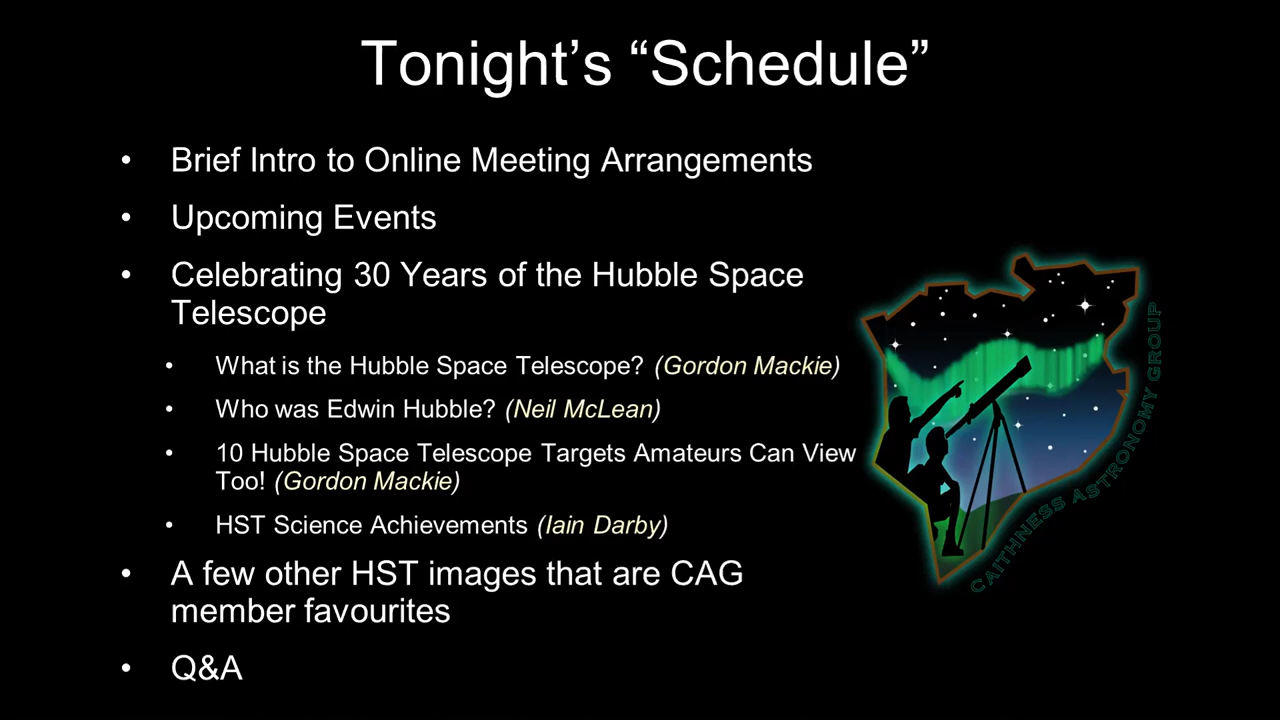 Tonight’s “Schedule”
• Brief Intro to Online Meeting Arrangements
• Upcoming Events
• Celebrating 30 Years of the Hubble Space
Telescope
• What is the Hubble Space Telescope? (Gordon Mackie)
• Who was Edwin Hubble? (Neil McLean)
• 10 Hubble Space Telescope Targets Amateurs Can View
Too! (Gordon Mackie)
• HST Science Achievements (Iain Darby)
• A few other HST images that are CAG
member favourites
• Q&A
CAITHNESS ASTRONOMY GROUP